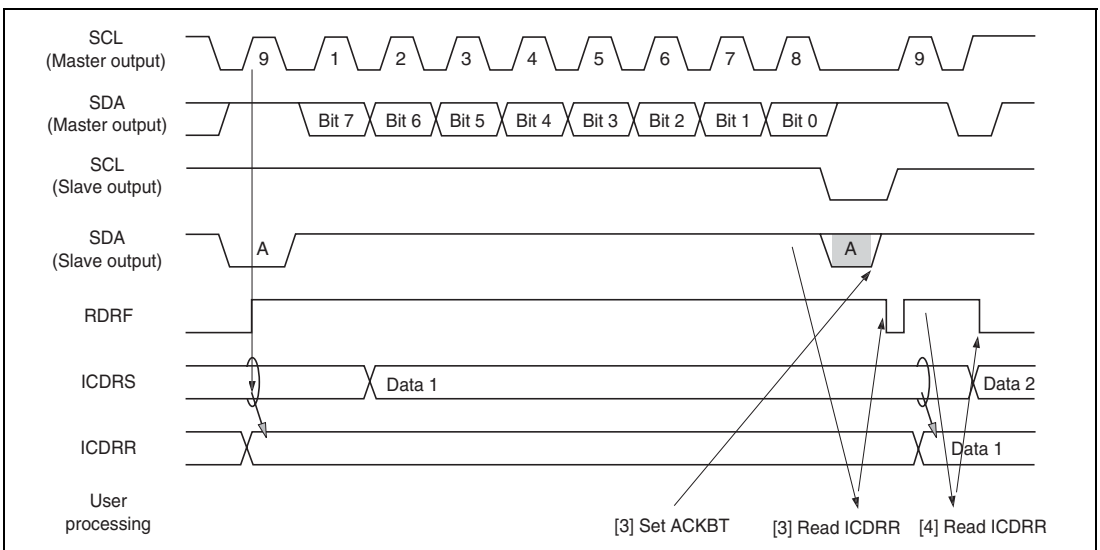 SCL
(Master output)
9 1 2 3 4 5 6 7 8 9
SDA
(Master output)
Bit 7 Bit 6 Bit 5 Bit 4 Bit 3 Bit 2 Bit 1 Bit 0
SCL
(Slave output)
SDA
(Slave output)
A A
RDRF
ICDRS
Data 1 Data 2
ICDRR
Data 1
User
processing
[3] Set ACKBT [3] Read ICDRR [4] Read ICDRR